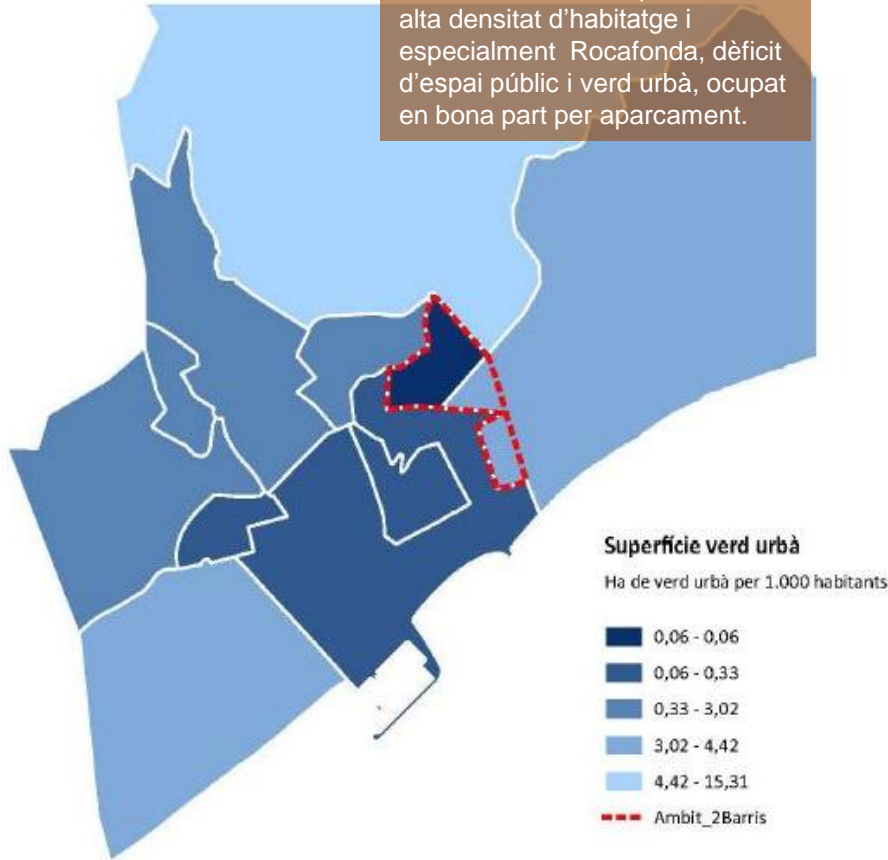 alta densitat d’habitatge i
especialment Rocafonda, dèficit
d’espai públic i verd urbà, ocupat
en bona part per aparcament.
Superfície verd urbà
Ha de verd urbà per 1.000 habitants
0,06 - 0,06
0,06 - 0,33
0,33 - 3,02
3,02 - 4,42
4,42 - 15,31
Ambit_2Barris